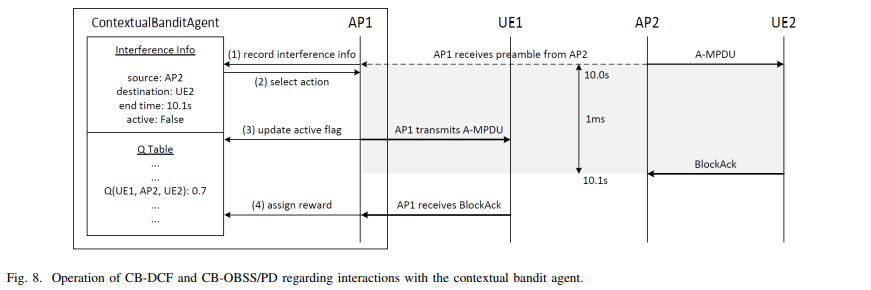 ContextualBanditAgent AP1 UE1 AP2 UE2
Interference Info
(1) record interference info
AP1 receives preamble from AP2
A-MPDU
source: AP2
destination: UE2
end time: 10.1s
active: False
(2) select action
10.0s
1ms
(3) update active flag
AP1 transmits A-MPDU
Q Table
...
...
Q(UE1, AP2, UE2): 0.7
...
...
BlockAck
10.1s
(4) assign reward
AP1 receives BlockAck
Fig. 8. Operation of CB-DCF and CB-OBSS/PD regarding interactions with the contextual bandit agent.